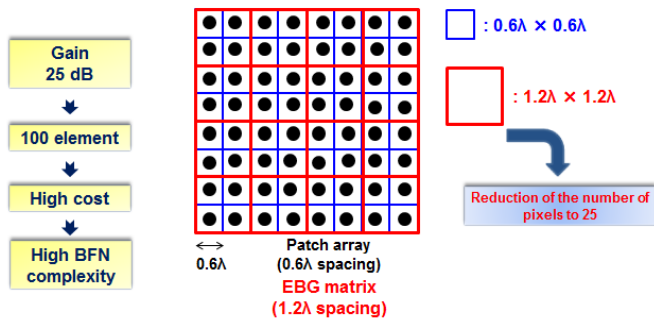 Gain
25 dB
100 element
High cost
High BFN
complexity
0.6λ
Patch array
(0.6λ spacing)
EBG matrix
(1.2λ spacing)
: 0.6λ × 0.6λ
: 1.2λ × 1.2λ
Reduction of the number of
pixels to 25